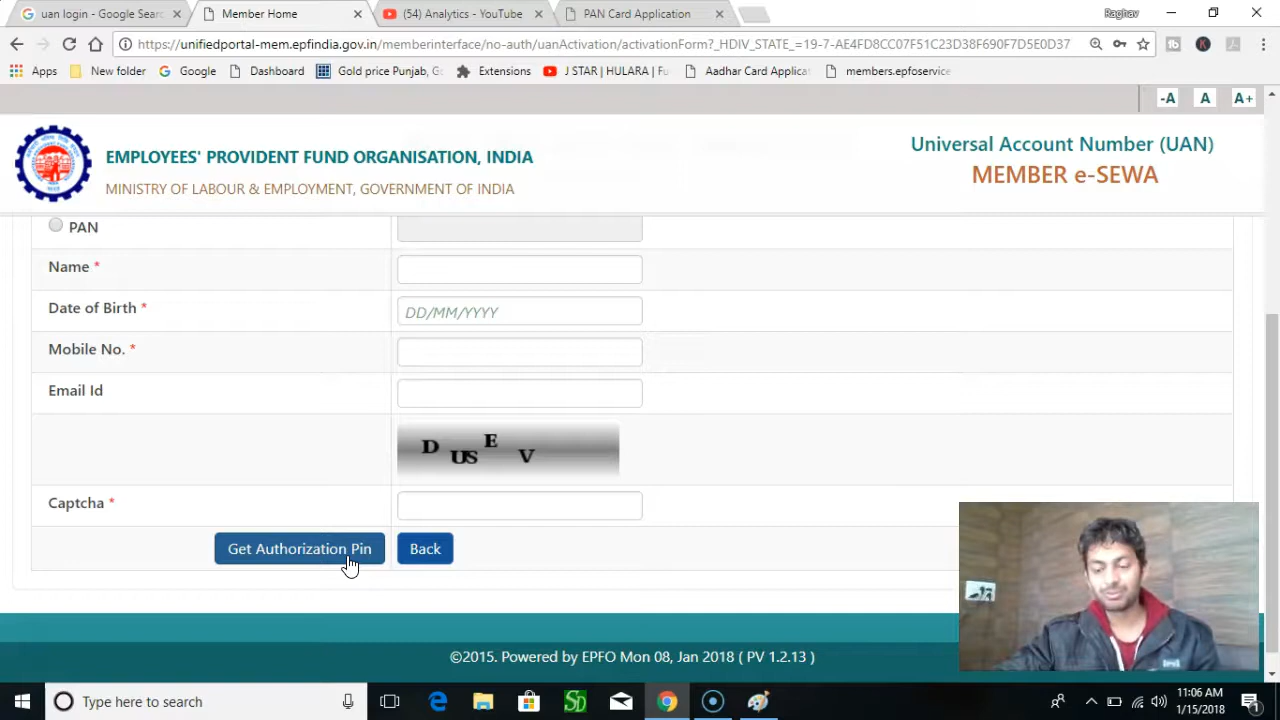 uan login - Google Searc
Member Home
(54) Analytics - YouTube
PAN Card Application
Raghav
https://unifiedportal-mem.epfindia.gov.in/memberinterface/no-auth/uanActivation/activationForm?_HDIV_STATE_=19-7-AE4FD8CC07F51C23D38F690F7D5E0D37
Apps
New folder
Google
Dashboard
Gold price Punjab, G
Extensions
J STAR | HULARA | Fu
Aadhar Card Applicat
members.epfoservice
-A
A
A+
EMPLOYEES' PROVIDENT FUND ORGANISATION, INDIA
MINISTRY OF LABOUR & EMPLOYMENT, GOVERNMENT OF INDIA
Universal Account Number (UAN)
MEMBER e-SEWA
PAN
Name *
Date of Birth *
DD/MM/YYYY
Mobile No. *
Email Id
D US E V
Captcha *
Get Authorization Pin
Back
©2015. Powered by EPFO Mon 08, Jan 2018 ( PV 1.2.13 )
Type here to search
11:06 AM
1/15/2018